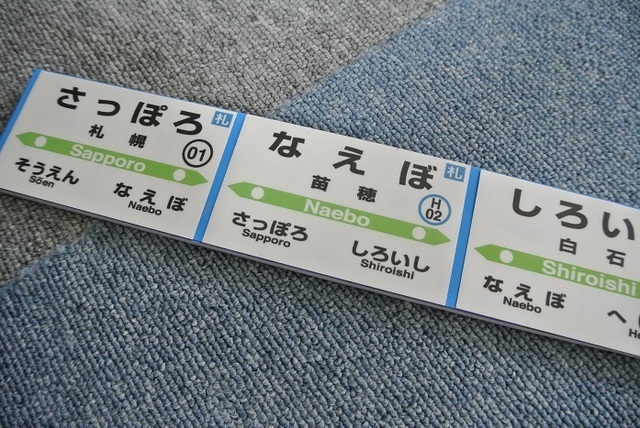 さっぽろ 札
札幌 01
Sapporo
そうえん なえぼ
Sōen Naebo
なえぼ 札
苗穂 H 02
Naebo
さっぽろ しろいし
Sapporo Shiroishi
しろい
白石
Shiroishi
なえぼ へ
Naebo